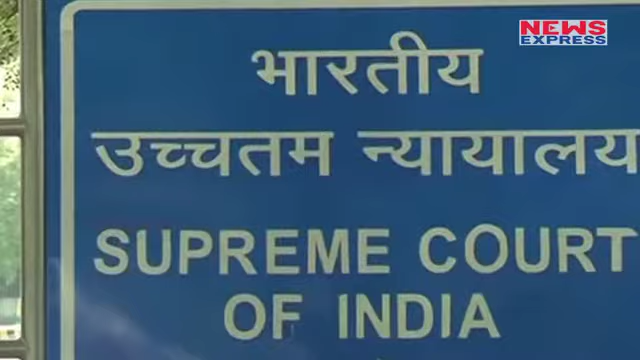 NEWS
EXPRESS
भारतीय
उच्चतम न्यायालय
SUPREME COURT
OF INDIA